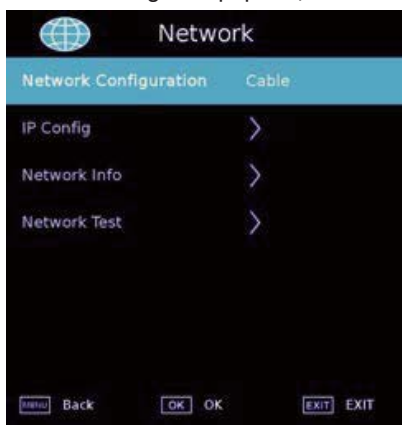 Network
Network Configuration Cable
IP Config
Network Info
Network Test
MENU Back OK OK EXIT EXIT